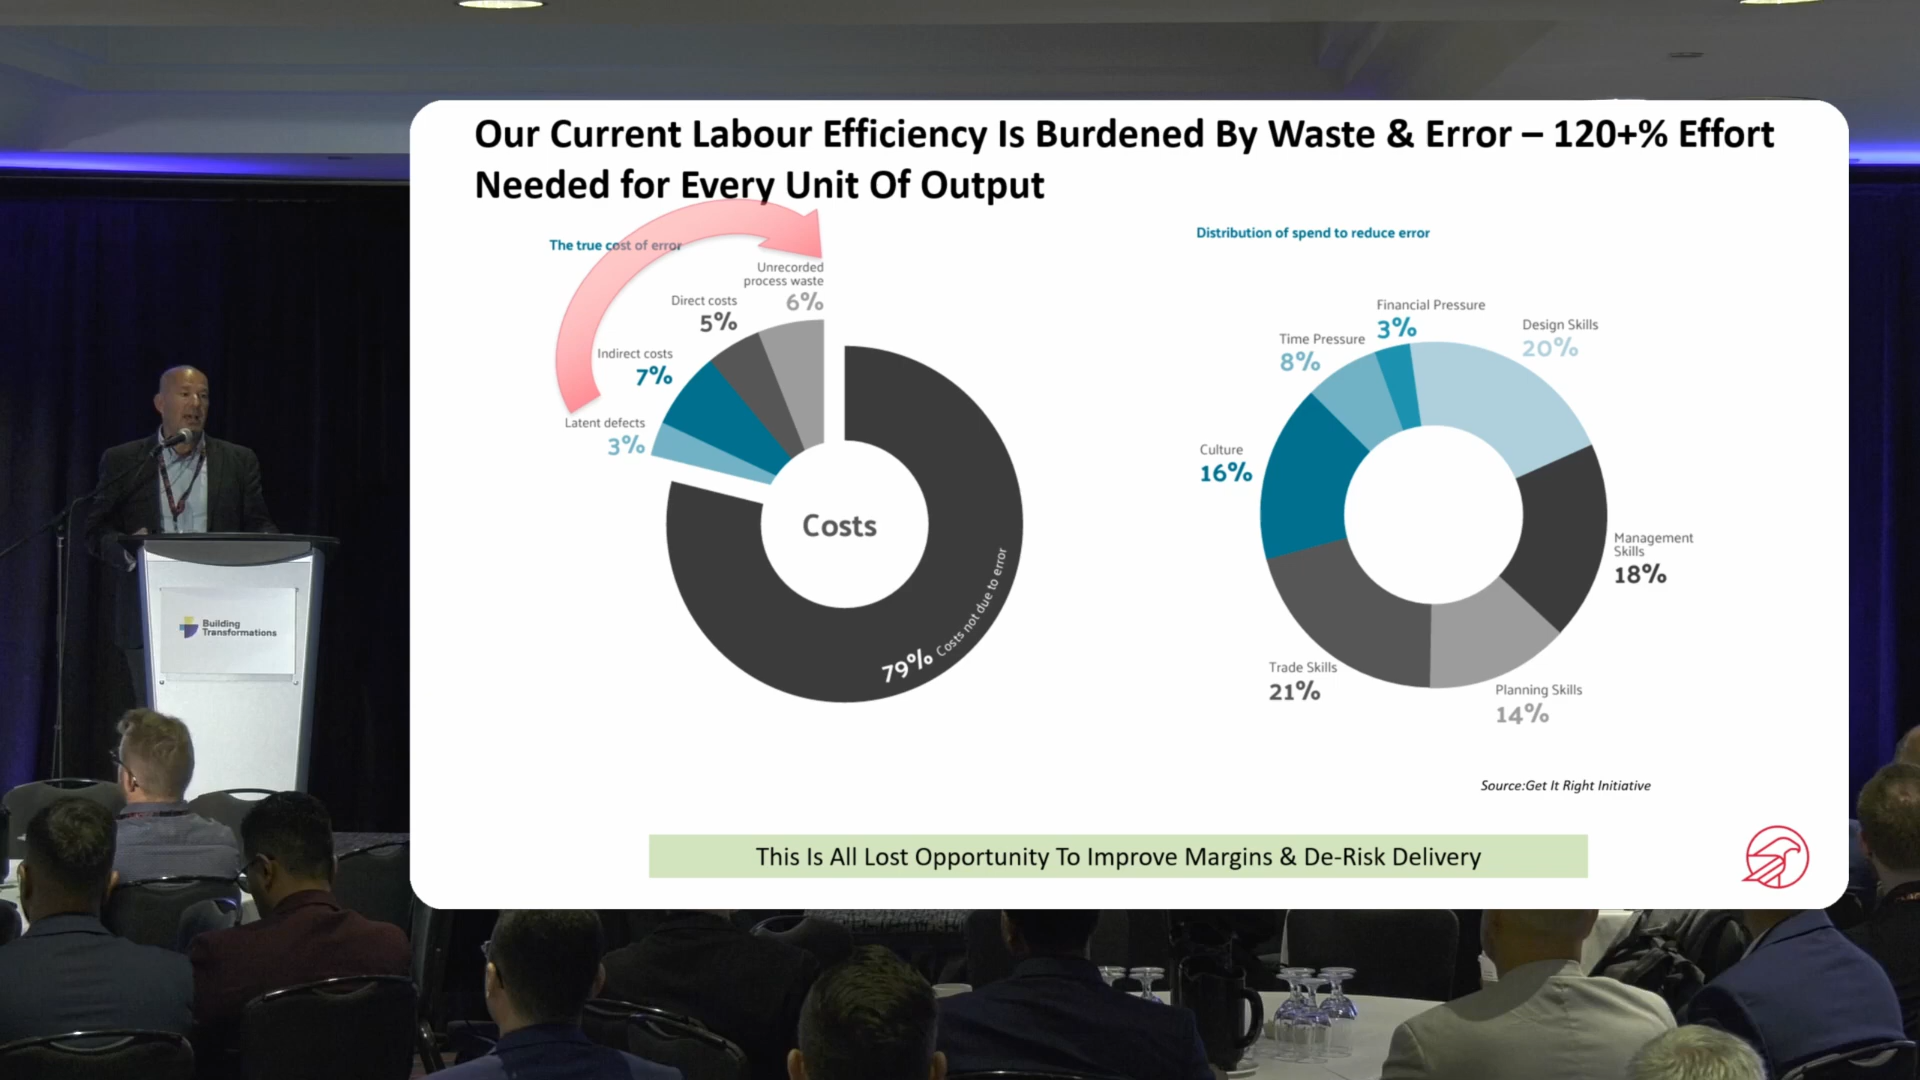 Our Current Labour Efficiency Is Burdened By Waste & Error – 120+% Effort
Needed for Every Unit Of Output
The true cost of error
Unrecorded
process waste
6%
Direct costs
5%
Indirect costs
7%
Latent defects
3%
Costs
79% Costs not due to error
Distribution of spend to reduce error
Financial Pressure
3%
Design Skills
20%
Time Pressure
8%
Culture
16%
Management
Skills
18%
Trade Skills
21%
Planning Skills
14%
Source:Get It Right Initiative
This Is All Lost Opportunity To Improve Margins & De-Risk Delivery
Building
Transformations